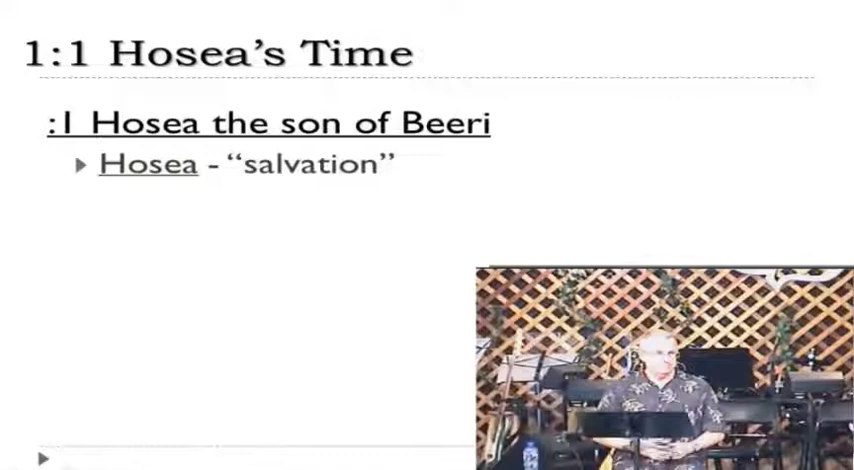 1:1 Hosea's Time
:1 Hosea the son of Beeri
Hosea - “salvation”